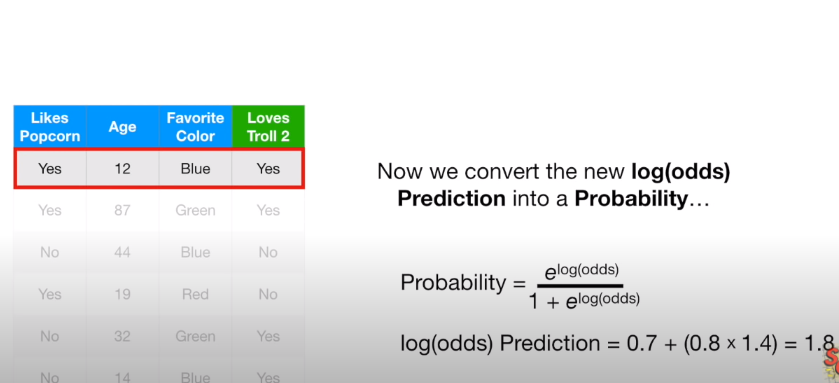 Likes Popcorn Age Favorite Color Loves Troll 2
Yes 12 Blue Yes
Yes 87 Green Yes
No 44 Blue No
Yes 19 Red No
No 32 Green Yes
No 14 Blue Yes
Now we convert the new log(odds)
Prediction into a Probability…
Probability = e^log(odds) / 1 + e^log(odds)
log(odds) Prediction = 0.7 + (0.8 × 1.4) = 1.8